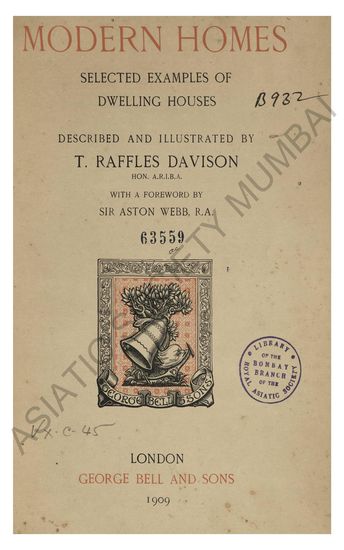 MODERN HOMES
SELECTED EXAMPLES OF
DWELLING HOUSES
B932
DESCRIBED AND ILLUSTRATED BY
T. RAFFLES DAVISON
HON. A.R.I.B.A.
WITH A FOREWORD BY
SIR ASTON WEBB, R.A.
63559
GEORGE BELL & SONS
LIBRARY
OF THE
BOMBAY
BRANCH
OF THE
ROYAL ASIATIC SOCIETY
LONDON
GEORGE BELL AND SONS
1909
ASIATIC SOCIETY MUMBAI